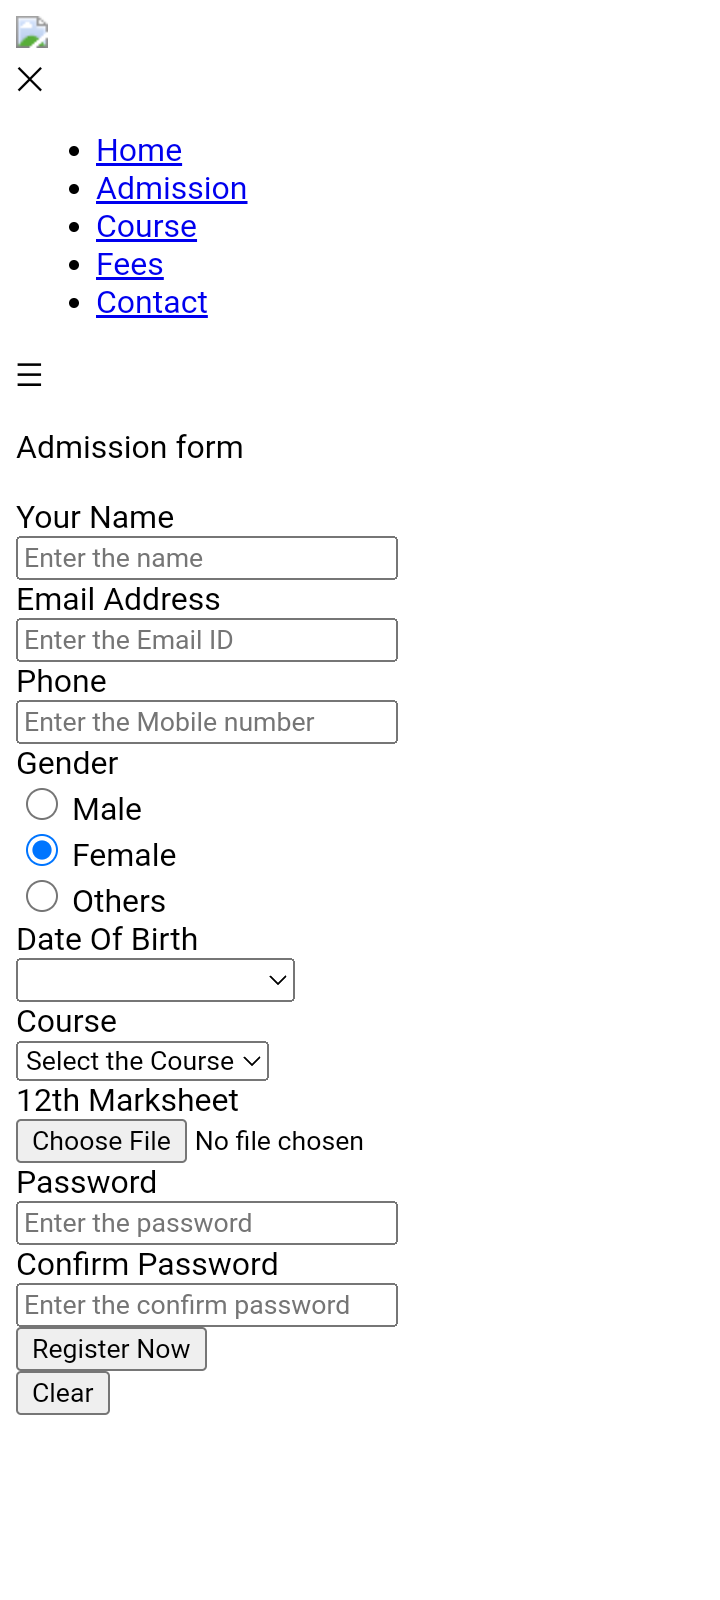 Home
Admission
Course
Fees
Contact
Admission form
Your Name
Enter the name
Email Address
Enter the Email ID
Phone
Enter the Mobile number
Gender
Male
Female
Others
Date Of Birth
Course
Select the Course
12th Marksheet
Choose File No file chosen
Password
Enter the password
Confirm Password
Enter the confirm password
Register Now
Clear